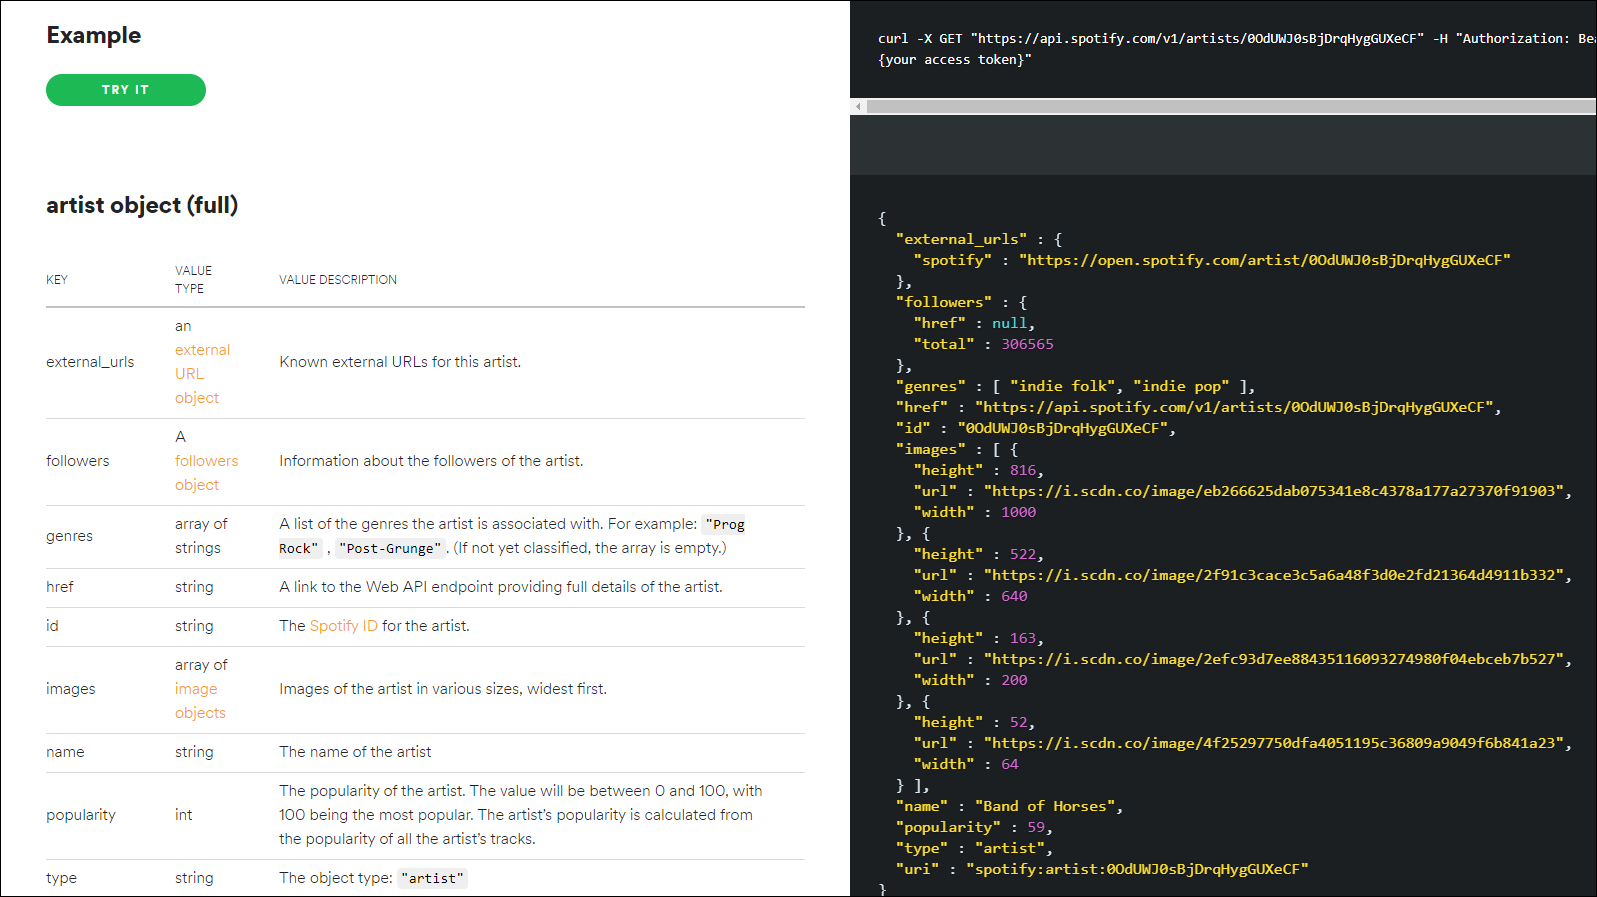 Example
TRY IT
artist object (full)
KEY VALUE TYPE VALUE DESCRIPTION
external_urls an external URL object Known external URLs for this artist.
followers A followers object Information about the followers of the artist.
genres array of strings A list of the genres the artist is associated with. For example: "Prog Rock" , "Post-Grunge" . (If not yet classified, the array is empty.)
href string A link to the Web API endpoint providing full details of the artist.
id string The Spotify ID for the artist.
images array of image objects Images of the artist in various sizes, widest first.
name string The name of the artist
popularity int The popularity of the artist. The value will be between 0 and 100, with 100 being the most popular. The artist's popularity is calculated from the popularity of all the artist's tracks.
type string The object type: "artist"
curl -X GET "https://api.spotify.com/v1/artists/0OdUWJ0sBjDrqHygGUXeCF" -H "Authorization: Bea
{your access token}"
{
"external_urls" : {
"spotify" : "https://open.spotify.com/artist/0OdUWJ0sBjDrqHygGUXeCF"
},
"followers" : {
"href" : null,
"total" : 306565
},
"genres" : [ "indie folk", "indie pop" ],
"href" : "https://api.spotify.com/v1/artists/0OdUWJ0sBjDrqHygGUXeCF",
"id" : "0OdUWJ0sBjDrqHygGUXeCF",
"images" : [ {
"height" : 816,
"url" : "https://i.scdn.co/image/eb266625dab075341e8c4378a177a27370f91903",
"width" : 1000
}, {
"height" : 522,
"url" : "https://i.scdn.co/image/2f91c3cace3c5a6a48f3d0e2fd21364d4911b332",
"width" : 640
}, {
"height" : 163,
"url" : "https://i.scdn.co/image/2efc93d7ee88435116093274980f04ebceb7b527",
"width" : 200
}, {
"height" : 52,
"url" : "https://i.scdn.co/image/4f25297750dfa4051195c36809a9049f6b841a23",
"width" : 64
} ],
"name" : "Band of Horses",
"popularity" : 59,
"type" : "artist",
"uri" : "spotify:artist:0OdUWJ0sBjDrqHygGUXeCF"
}